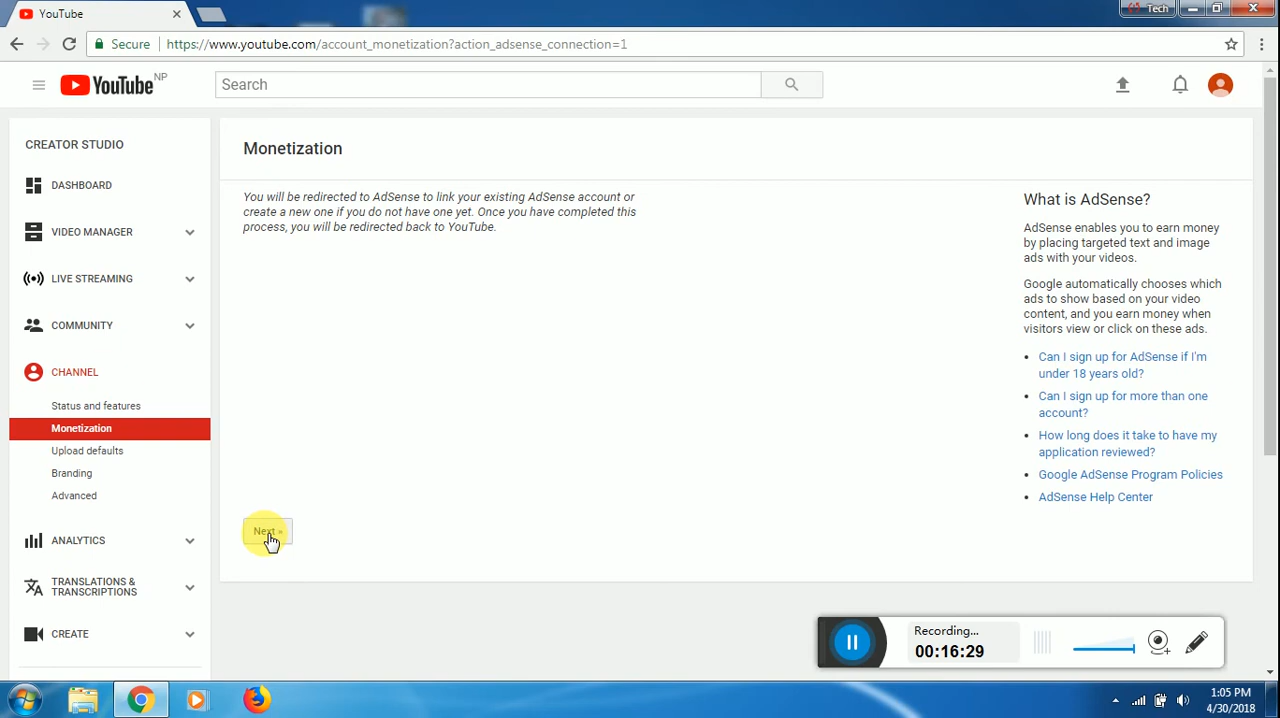 YouTube
Tech
Secure
https://www.youtube.com/account_monetization?action_adsense_connection=1
YouTube NP
Search
CREATOR STUDIO
DASHBOARD
VIDEO MANAGER
LIVE STREAMING
COMMUNITY
CHANNEL
Status and features
Monetization
Upload defaults
Branding
Advanced
ANALYTICS
TRANSLATIONS &
TRANSCRIPTIONS
CREATE
Monetization
You will be redirected to AdSense to link your existing AdSense account or
create a new one if you do not have one yet. Once you have completed this
process, you will be redirected back to YouTube.
Next »
What is AdSense?
AdSense enables you to earn money
by placing targeted text and image
ads with your videos.
Google automatically chooses which
ads to show based on your video
content, and you earn money when
visitors view or click on these ads.
• Can I sign up for AdSense if I'm
under 18 years old?
• Can I sign up for more than one
account?
• How long does it take to have my
application reviewed?
• Google AdSense Program Policies
• AdSense Help Center
Recording...
00:16:29
1:05 PM
4/30/2018